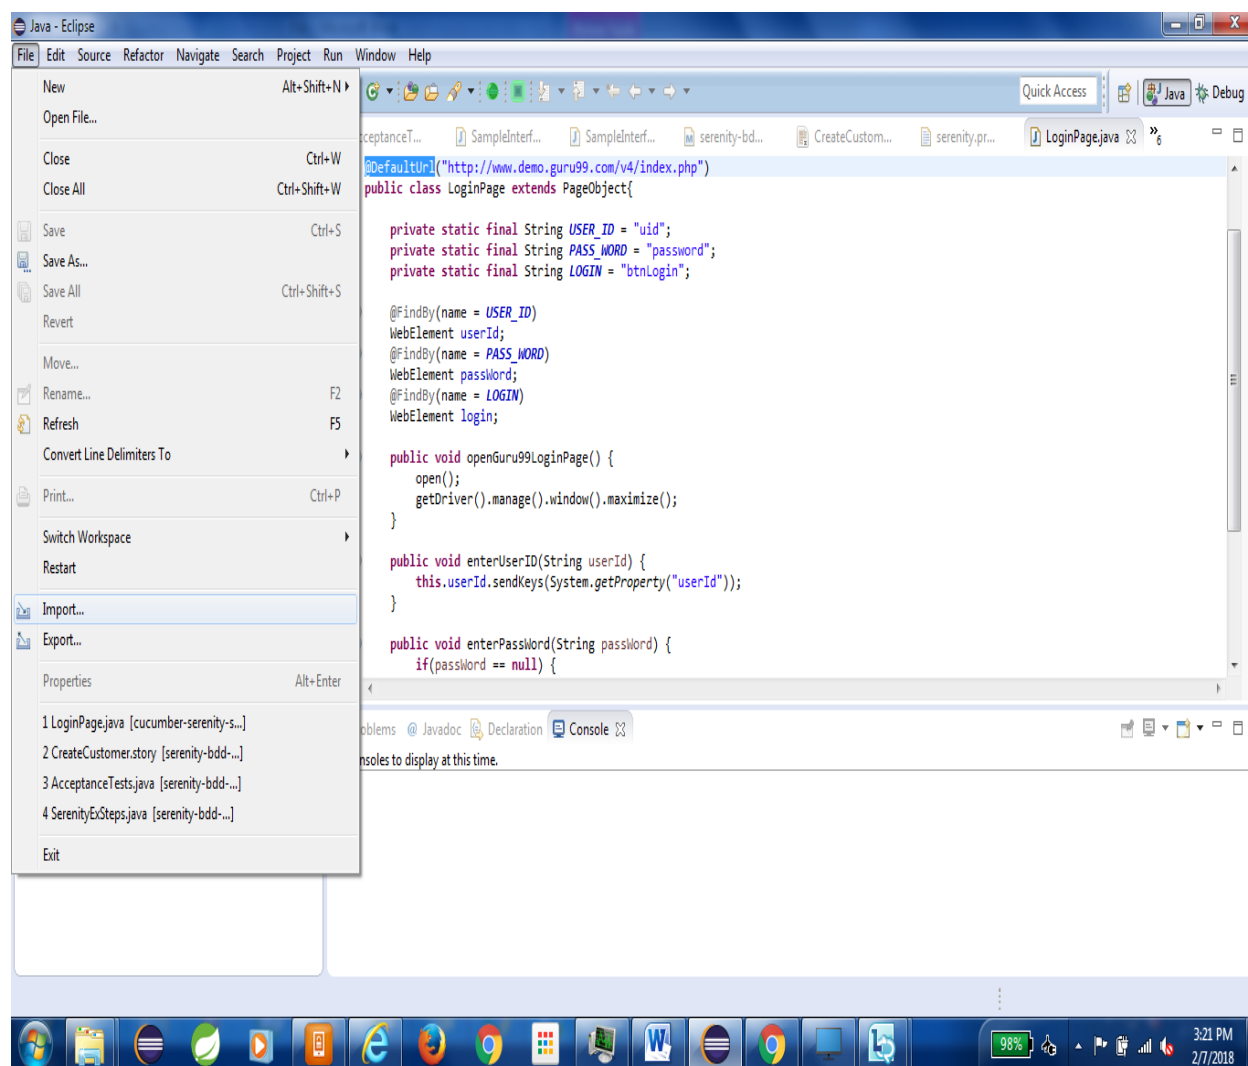 Java - Eclipse
File Edit Source Refactor Navigate Search Project Run Window Help
New Alt+Shift+N
Open File...
Close Ctrl+W
Close All Ctrl+Shift+W
Save Ctrl+S
Save As...
Save All Ctrl+Shift+S
Revert
Move...
Rename... F2
Refresh F5
Convert Line Delimiters To
Print... Ctrl+P
Switch Workspace
Restart
Import...
Export...
Properties Alt+Enter
1 LoginPage.java [cucumber-serenity-s...]
2 CreateCustomer.story [serenity-bdd-...]
3 AcceptanceTests.java [serenity-bdd-...]
4 SerenityExSteps.java [serenity-bdd-...]
Exit
Quick Access Java Debug
cceptanceT... SampleInterf... SampleInterf... serenity-bd... CreateCustom... serenity.pr... LoginPage.java »6
@DefaultUrl("http://www.demo.guru99.com/v4/index.php")
public class LoginPage extends PageObject{
private static final String USER_ID = "uid";
private static final String PASS_WORD = "password";
private static final String LOGIN = "btnLogin";
@FindBy(name = USER_ID)
WebElement userId;
@FindBy(name = PASS_WORD)
WebElement passWord;
@FindBy(name = LOGIN)
WebElement login;
public void openGuru99LoginPage() {
open();
getDriver().manage().window().maximize();
}
public void enterUserID(String userId) {
this.userId.sendKeys(System.getProperty("userId"));
}
public void enterPassWord(String passWord) {
if(passWord == null) {
oblems @ Javadoc Declaration Console
nsoles to display at this time.
98%
3:21 PM
2/7/2018